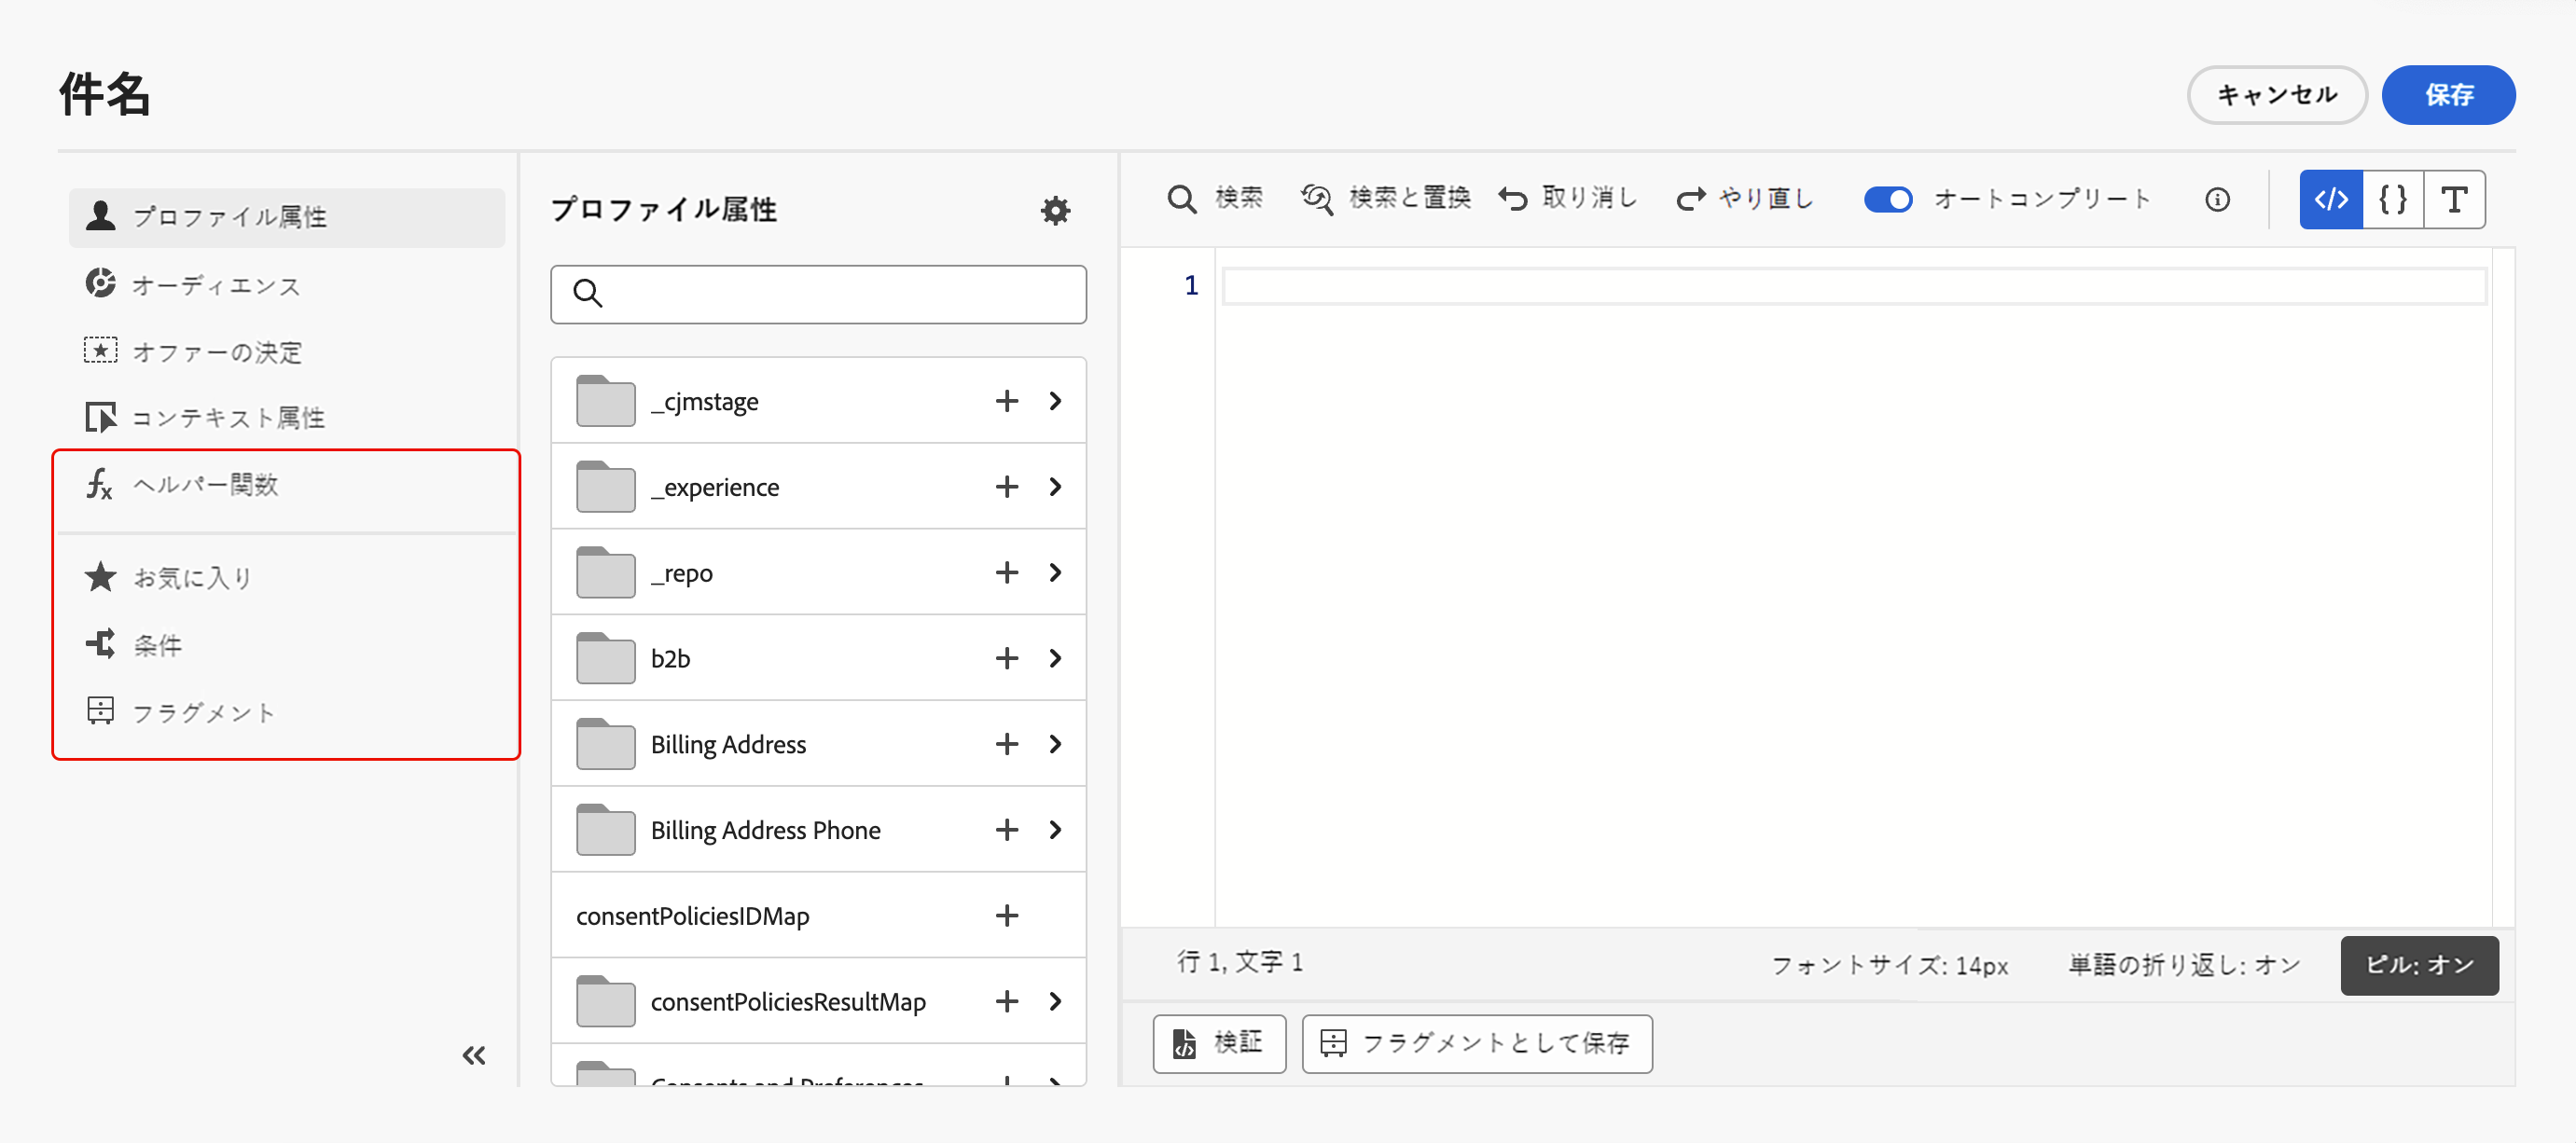 件名
キャンセル
保存
プロファイル属性
オーディエンス
オファーの決定
コンテキスト属性
ヘルパー関数
お気に入り
条件
フラグメント
プロファイル属性
_cjmstage
_experience
_repo
b2b
Billing Address
Billing Address Phone
consentPoliciesIDMap
consentPoliciesResultMap
Consents and Preferences
検索 検索と置換 取り消し やり直し オートコンプリート
1
行 1, 文字 1
フォントサイズ: 14px 単語の折り返し: オン ピル: オン
検証 フラグメントとして保存